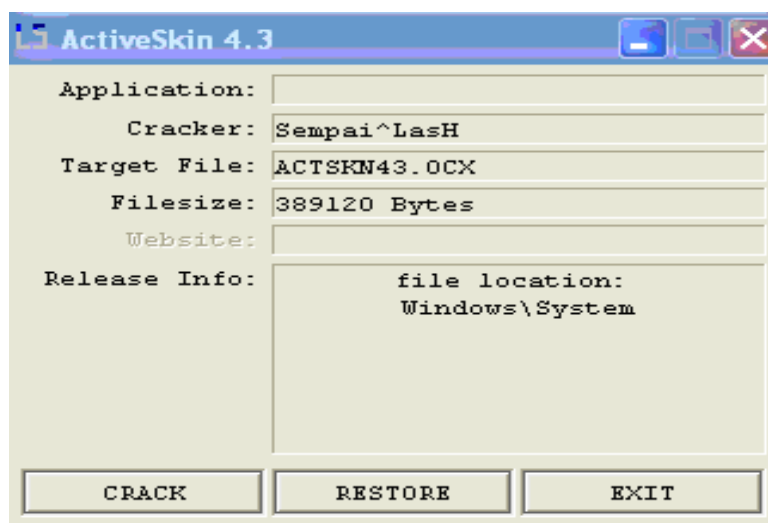 LS ActiveSkin 4.3
Application:
Cracker: Sempai^LasH
Target File: ACTSKN43.OCX
Filesize: 389120 Bytes
Website:
Release Info: file location:
Windows\System
CRACK RESTORE EXIT